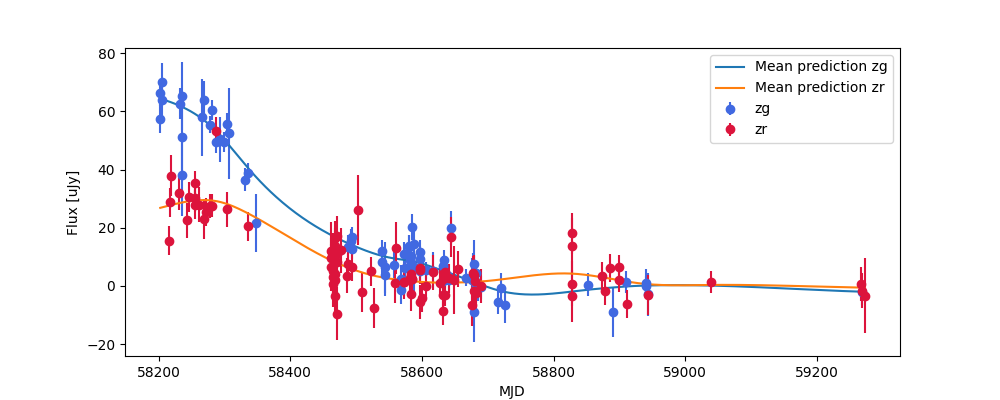 80
60
40
20
0
−20
Flux [uJy]
58200 58400 58600 58800 59000 59200
MJD
Mean prediction zg
Mean prediction zr
zg
zr